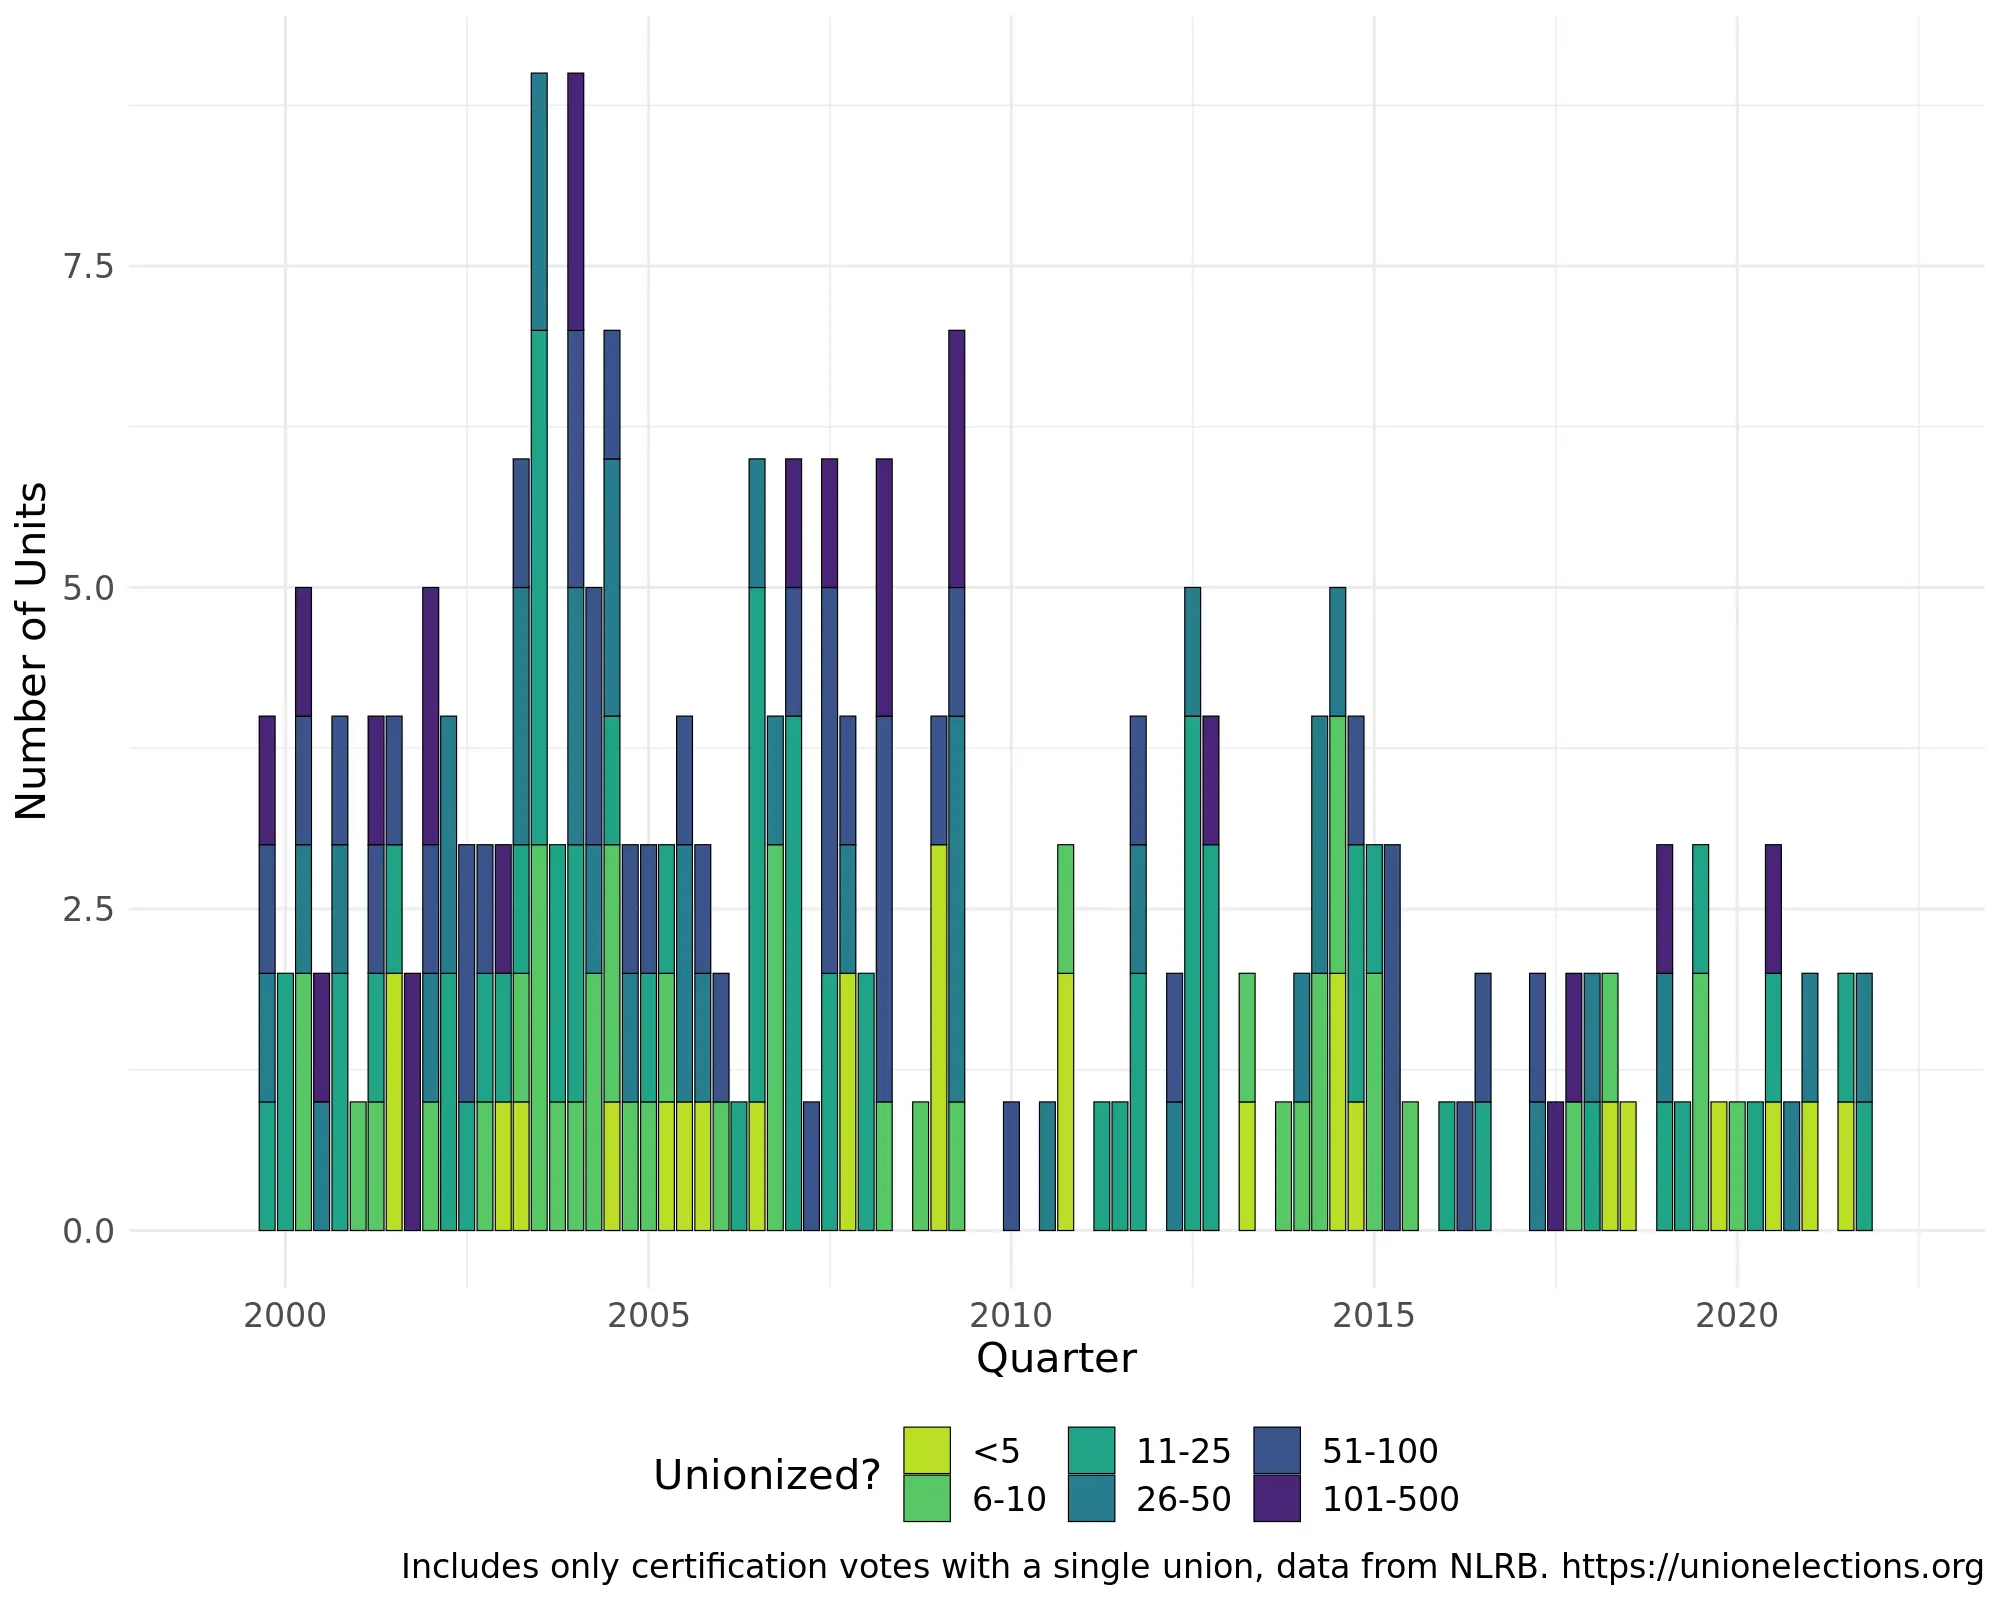 Number of Units
7.5
5.0
2.5
0.0
2000 2005 2010 2015 2020
Quarter
Unionized?
<5 11-25 51-100
6-10 26-50 101-500
Includes only certification votes with a single union, data from NLRB. https://unionelections.org